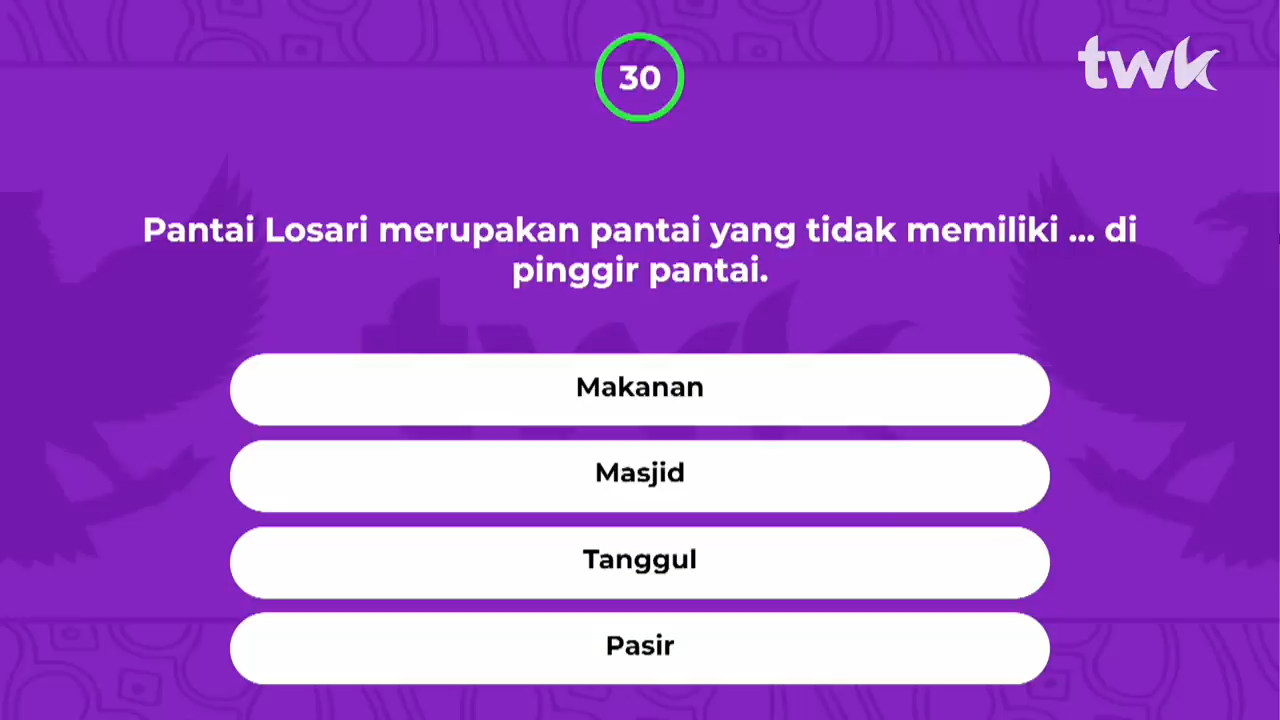 30
twk
Pantai Losari merupakan pantai yang tidak memiliki ... di
pinggir pantai.
Makanan
Masjid
Tanggul
Pasir